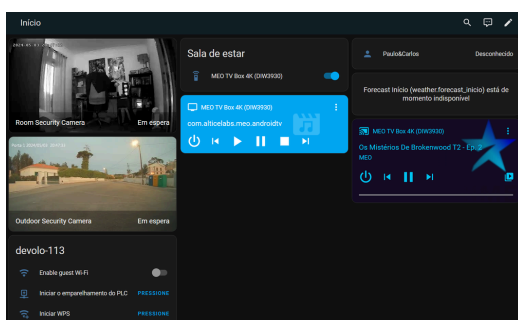 Início
Room Security Camera
Em espera
Outdoor Security Camera
Em espera
devolo-113
Enable guest Wi-Fi
Iniciar o emparelhamento do PLC
PRESSIONE
Iniciar WPS
PRESSIONE
Sala de estar
MEO TV Box 4K (DIW3930)
MEO TV Box 4K (DIW3930)
com.alticelabs.meo.androidtv
Paulo&Carlos
Desconhecido
Forecast Início (weather.forecast_inicio) está de
momento indisponível
MEO TV Box 4K (DIW3930)
Os Mistérios De Brokenwood T2 - Ep. 2
MEO